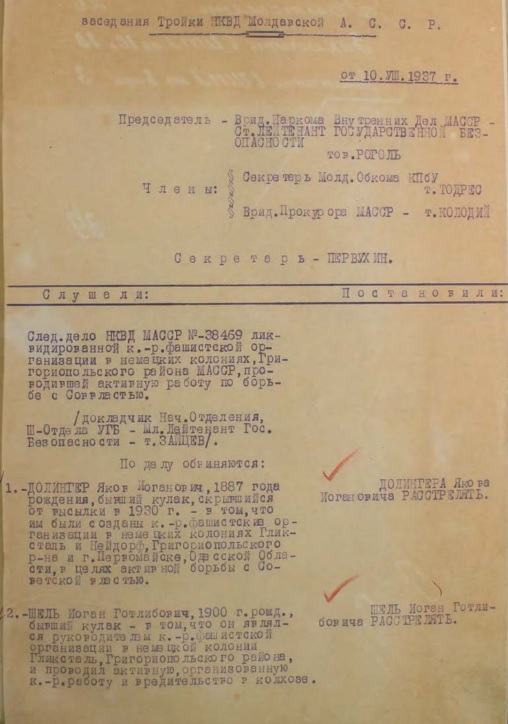 заседания Тройки НКВД Молдавской А. С. С. Р.
от 10.VIII.1937 г.
Председатель - Врид.Наркома Внутренних Дел МАССР -
Ст.ЛЕЙТЕНАНТ ГОСУДАРСТВЕННОЙ БЕЗ-
ОПАСНОСТИ
тов.РОГОЛЬ
Члены:
Секретарь Молд.Обкома КПбУ
т.ТОДРЕС
Врид.Прокурора МАССР - т.КОЛОДИЙ
Секретарь - ПЕРВУХИН.
Слушали: Постановили:
След.дело НКВД МАССР №-38469 лик-
видированной к.-р.фашистской ор-
ганизации в немецких колониях,Гри-
гориопольского района МАССР,про-
водившей активную работу по борь-
бе с Соввластью.
/докладчик Нач.Отделения,
Ш-Отдела УГБ - Мл.Лейтенант Гос.
Безопасности - т.ЗАЙЦЕВ/.
По делу обвиняются:
1.-ДОЛИНГЕР Яков Иоганович,1887 года
рождения,бывший кулак,скрывшийся
от высылки в 1930 г. - в том,что
им были созданы к.-р.фашистские ор-
ганизации в немецких колониях Глик-
сталь и Нейдорф,Григориопольского
р-на и г.Первомайске,Одесской Обла-
сти,в целях активной борьбы с Со-
ветской властью.
ДОЛИНГЕРА Якова
Иогановича РАССТРЕЛЯТЬ.
2.-ШЕЛЬ Иоган Готлибович,1900 г.рожд.,
бывший кулак - в том,что он являл-
ся руководителем к.-р.фашистской
организации в немецкой колонии
Гликсталь,Григориопольского района,
и проводил активную,организованную
к.-р.работу и вредительство в колхозе.
ШЕЛЬ Иоган Готли-
бовича РАССТРЕЛЯТЬ.